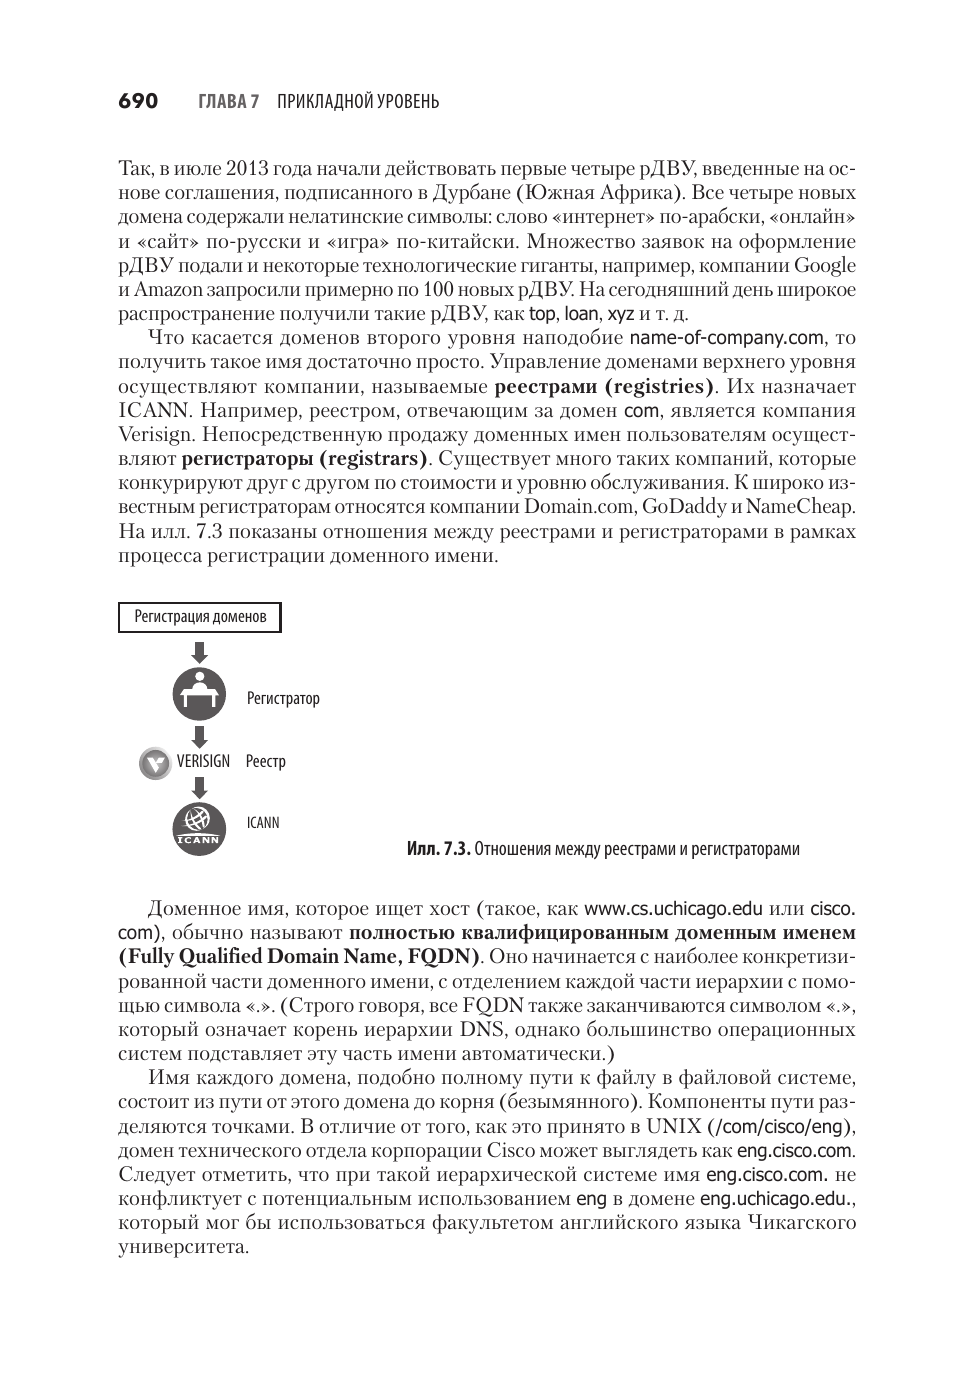 690 ГЛАВА 7 ПРИКЛАДНОЙ УРОВЕНЬ
Так, в июле 2013 года начали действовать первые четыре рДВУ, введенные на ос-
нове соглашения, подписанного в Дурбане (Южная Африка). Все четыре новых
домена содержали нелатинские символы: слово «интернет» по-арабски, «онлайн»
и «сайт» по-русски и «игра» по-китайски. Множество заявок на оформление
рДВУ подали и некоторые технологические гиганты, например, компании Google
и Amazon запросили примерно по 100 новых рДВУ. На сегодняшний день широкое
распространение получили такие рДВУ, как top, loan, xyz и т. д.
Что касается доменов второго уровня наподобие name-of-company.com, то
получить такое имя достаточно просто. Управление доменами верхнего уровня
осуществляют компании, называемые реестрами (registries). Их назначает
ICANN. Например, реестром, отвечающим за домен com, является компания
Verisign. Непосредственную продажу доменных имен пользователям осущест-
вляют регистраторы (registrars). Существует много таких компаний, которые
конкурируют друг с другом по стоимости и уровню обслуживания. К широко из-
вестным регистраторам относятся компании Domain.com, GoDaddy и NameCheap.
На илл. 7.3 показаны отношения между реестрами и регистраторами в рамках
процесса регистрации доменного имени.
Регистрация доменов
Регистратор
VERISIGN Реестр
ICANN
ICANN
Илл. 7.3. Отношения между реестрами и регистраторами
Доменное имя, которое ищет хост (такое, как www.cs.uchicago.edu или cisco.
com), обычно называют полностью квалифицированным доменным именем
(Fully Qualified Domain Name, FQDN). Оно начинается с наиболее конкретизи-
рованной части доменного имени, с отделением каждой части иерархии с помо-
щью символа «.». (Строго говоря, все FQDN также заканчиваются символом «.»,
который означает корень иерархии DNS, однако большинство операционных
систем подставляет эту часть имени автоматически.)
Имя каждого домена, подобно полному пути к файлу в файловой системе,
состоит из пути от этого домена до корня (безымянного). Компоненты пути раз-
деляются точками. В отличие от того, как это принято в UNIX (/com/cisco/eng),
домен технического отдела корпорации Cisco может выглядеть как eng.cisco.com.
Следует отметить, что при такой иерархической системе имя eng.cisco.com. не
конфликтует с потенциальным использованием eng в домене eng.uchicago.edu.,
который мог бы использоваться факультетом английского языка Чикагского
университета.